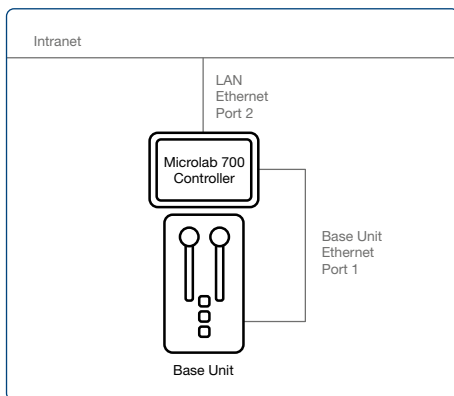 Intranet
LAN
Ethernet
Port 2
Microlab 700
Controller
Base Unit
Ethernet
Port 1
Base Unit